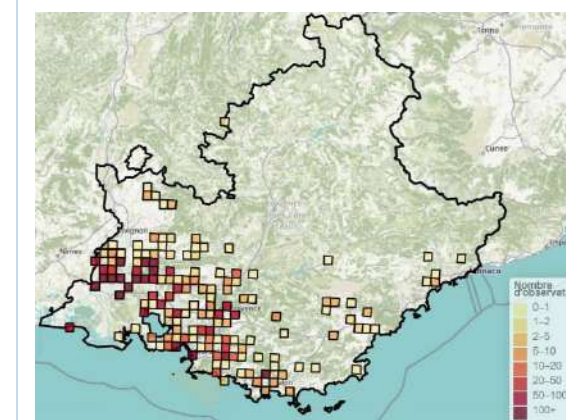 Torino
Cuneo
Avignon
Nîmes
Monaco
Nombre
d'observat
0–1
1–2
2–5
5–10
10–20
20–50
50–100
100+